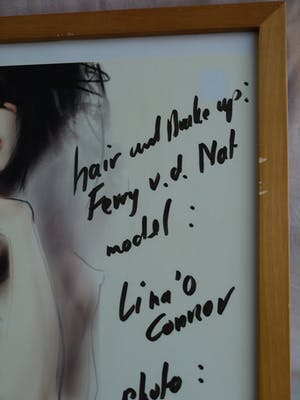 hair and Make up:
Ferry v.d. Nat
model:
Lina'O
Connor
photo: